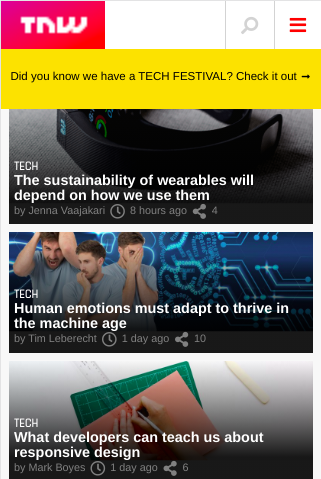 TNW
Did you know we have a TECH FESTIVAL? Check it out ➞
TECH
The sustainability of wearables will
depend on how we use them
by Jenna Vaajakari 8 hours ago 4
TECH
Human emotions must adapt to thrive in
the machine age
by Tim Leberecht 1 day ago 10
TECH
What developers can teach us about
responsive design
by Mark Boyes 1 day ago 6